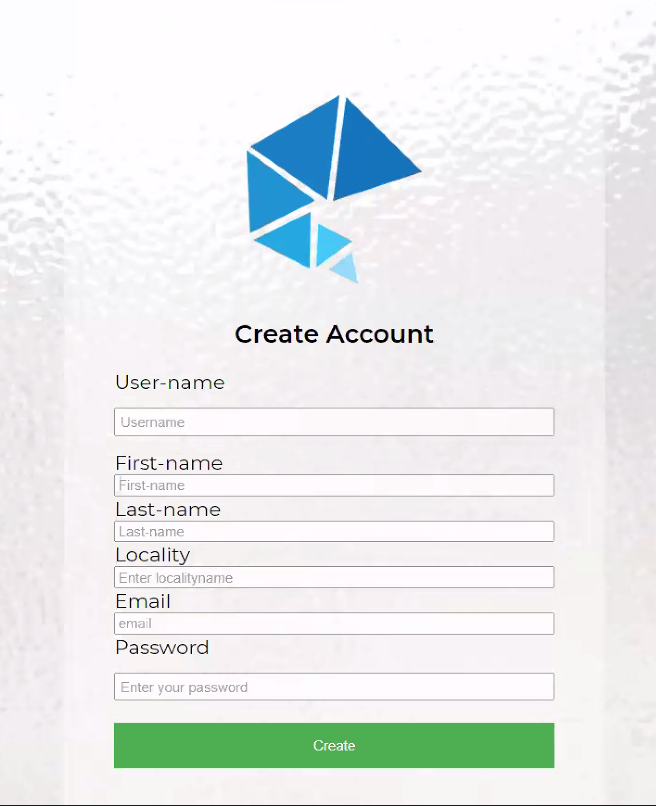 Create Account
User-name
Username
First-name
First-name
Last-name
Last-name
Locality
Enter localityname
Email
email
Password
Enter your password
Create